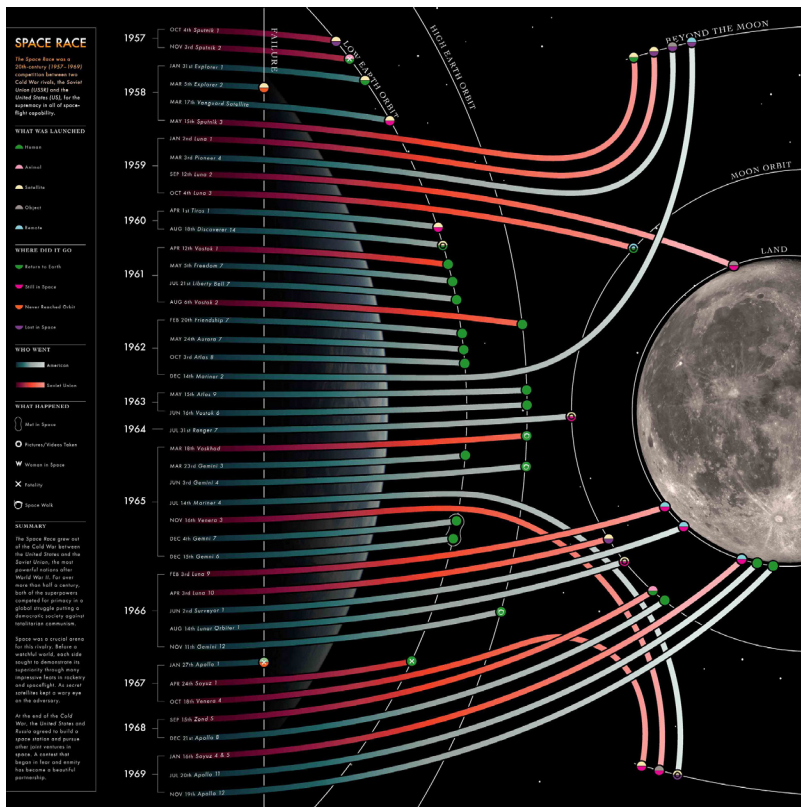 SPACE RACE
The Space Race was a
20th-century (1957–1969)
competition between two
Cold War rivals, the Soviet
Union (USSR) and the
United States (US), for
the supremacy in all of space-
flight capability.
WHAT WAS LAUNCHED
Human
Animal
Satellite
Object
Remote
WHERE DID IT GO
Return to Earth
Still in Space
Never Reached Orbit
Lost in Space
WHO WENT
American
Soviet Union
WHAT HAPPENED
Met in Space
Pictures/Videos Taken
Woman in Space
Fatality
Space Walk
SUMMARY
The Space Race grew out
of the Cold War between
the United States and the
Soviet Union, the most
powerful nations after
World War II. For over
more than half a century,
both of the superpowers
competed for primacy in a
global struggle putting a
democratic society against
totalitarian communism.
Space was a crucial arena
for this rivalry. Before a
watchful world, each side
sought to demonstrate its
superiority through many
impressive feats in rocketry
and spaceflight. As secret
satellites kept a wary eye
on the adversary.
At the end of the Cold
War, the United States and
Russia agreed to build a
space station and pursue
other joint ventures in
space. A contest that
began in fear and enmity
has become a beautiful
partnership.
1957
OCT 4th Sputnik 1
NOV 3rd Sputnik 2
1958
JAN 31st Explorer 1
MAR 5th Explorer 2
MAR 17th Vanguard Satellite
MAY 15th Sputnik 3
1959
JAN 2nd Luna 1
MAR 3rd Pioneer 4
SEP 12th Luna 2
OCT 4th Luna 3
1960
APR 1st Tiros 1
AUG 18th Discoverer 14
1961
APR 12th Vostok 1
MAY 5th Freedom 7
JUL 21st Liberty Bell 7
AUG 6th Vostok 2
1962
FEB 20th Friendship 7
MAY 24th Aurora 7
OCT 3rd Atlas 8
DEC 14th Mariner 2
1963
MAY 15th Atlas 9
JUN 16th Vostok 6
1964
JUL 31st Ranger 7
1965
MAR 18th Voskhod
MAR 23rd Gemini 3
JUN 3rd Gemini 4
JUL 14th Mariner 4
NOV 16th Venera 3
DEC 4th Gemini 7
DEC 15th Gemini 6
1966
FEB 3rd Luna 9
APR 3rd Luna 10
JUN 2nd Surveyor 1
AUG 14th Lunar Orbiter 1
NOV 11th Gemini 12
1967
JAN 27th Apollo 1
APR 24th Soyuz 1
OCT 18th Venera 4
1968
SEP 15th Zond 5
DEC 21st Apollo 8
1969
JAN 16th Soyuz 4 & 5
JUL 20th Apollo 11
NOV 19th Apollo 12
FAILURE
LOW EARTH ORBIT
HIGH EARTH ORBIT
BEYOND THE MOON
MOON ORBIT
LAND